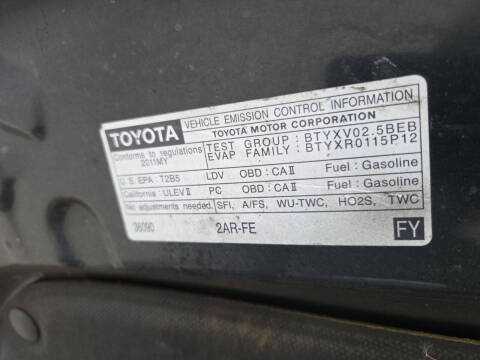 TOYOTA VEHICLE EMISSION CONTROL INFORMATION
TOYOTA MOTOR CORPORATION
Conforms to regulations TEST GROUP : BTYXV02.5BEB
2011MY EVAP FAMILY : BTYXR0115P12
U.S. EPA : T2B5 LDV OBD : CAII Fuel : Gasoline
California : ULEVII PC OBD : CAII Fuel : Gasoline
No adjustments needed. SFI, A/FS, WU-TWC, HO2S, TWC
36090 2AR-FE FY